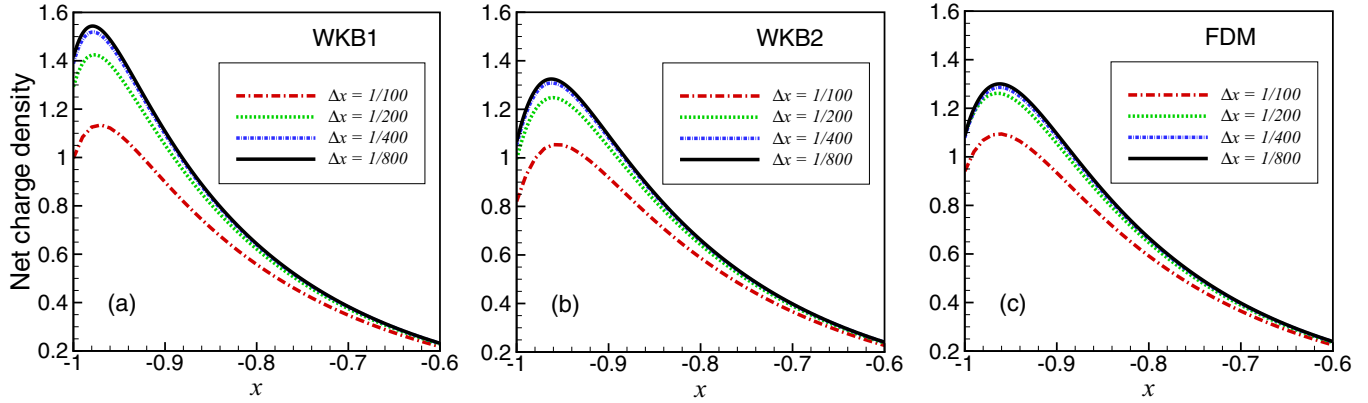 Net charge density
1.6
1.4
1.2
1
0.8
0.6
0.4
0.2
WKB1
Δx = 1/100
Δx = 1/200
Δx = 1/400
Δx = 1/800
(a)
-1
-0.9
-0.8
-0.7
-0.6
x
1.6
1.4
1.2
1
0.8
0.6
0.4
0.2
WKB2
Δx = 1/100
Δx = 1/200
Δx = 1/400
Δx = 1/800
(b)
-1
-0.9
-0.8
-0.7
-0.6
x
1.6
1.4
1.2
1
0.8
0.6
0.4
0.2
FDM
Δx = 1/100
Δx = 1/200
Δx = 1/400
Δx = 1/800
(c)
-1
-0.9
-0.8
-0.7
-0.6
x